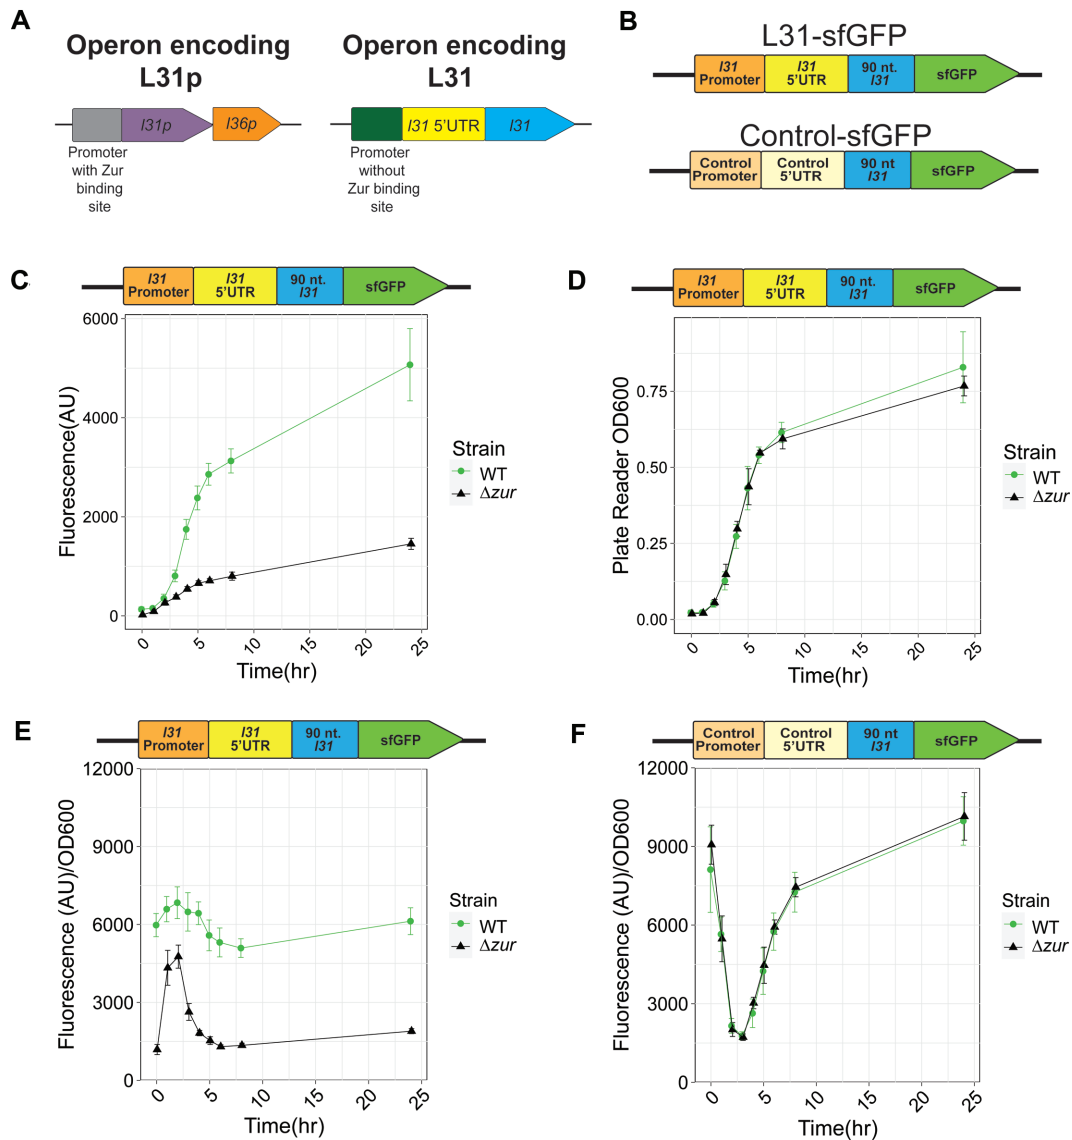 A
Operon encoding
L31p
l31p
l36p
Promoter
with Zur
binding
site
Operon encoding
L31
l31 5'UTR
l31
Promoter
without
Zur binding
site
B
L31-sfGFP
l31
Promoter
l31
5'UTR
90 nt.
l31
sfGFP
Control-sfGFP
Control
Promoter
Control
5'UTR
90 nt
l31
sfGFP
C
l31
Promoter
l31
5'UTR
90 nt.
l31
sfGFP
Fluorescence(AU)
6000
4000
2000
0
0
5
10
15
20
25
Time(hr)
Strain
WT
Δzur
D
l31
Promoter
l31
5'UTR
90 nt.
l31
sfGFP
Plate Reader OD600
0.75
0.50
0.25
0.00
0
5
10
15
20
25
Time(hr)
Strain
WT
Δzur
E
l31
Promoter
l31
5'UTR
90 nt.
l31
sfGFP
Fluorescence (AU)/OD600
12000
9000
6000
3000
0
0
5
10
15
20
25
Time(hr)
Strain
WT
Δzur
F
Control
Promoter
Control
5'UTR
90 nt
l31
sfGFP
Fluorescence (AU)/OD600
12000
9000
6000
3000
0
0
5
10
15
20
25
Time(hr)
Strain
WT
Δzur